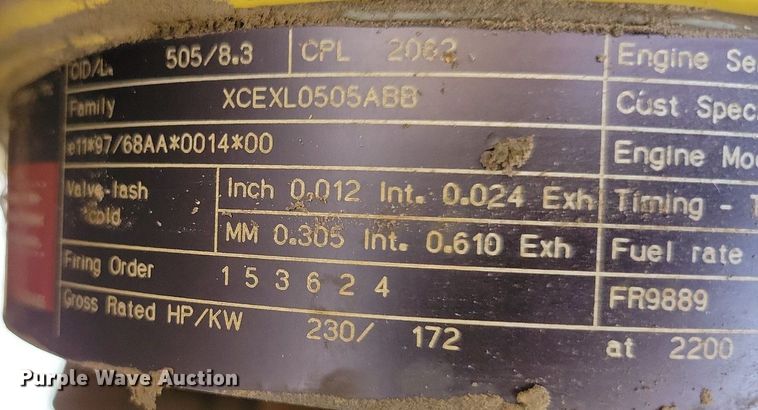 CID/L. 505/8.3 CPL 2062 Engine Se
Family XCEXL0505ABB Cust Spec
e11*97/68AA*0014*00 Engine Mo
Valve-lash cold Inch 0.012 Int. 0.024 Exh Timing - T
MM 0.305 Int. 0.610 Exh Fuel rate
Firing Order 1 5 3 6 2 4 FR9889
Gross Rated HP/KW 230/ 172 at 2200
Purple Wave Auction